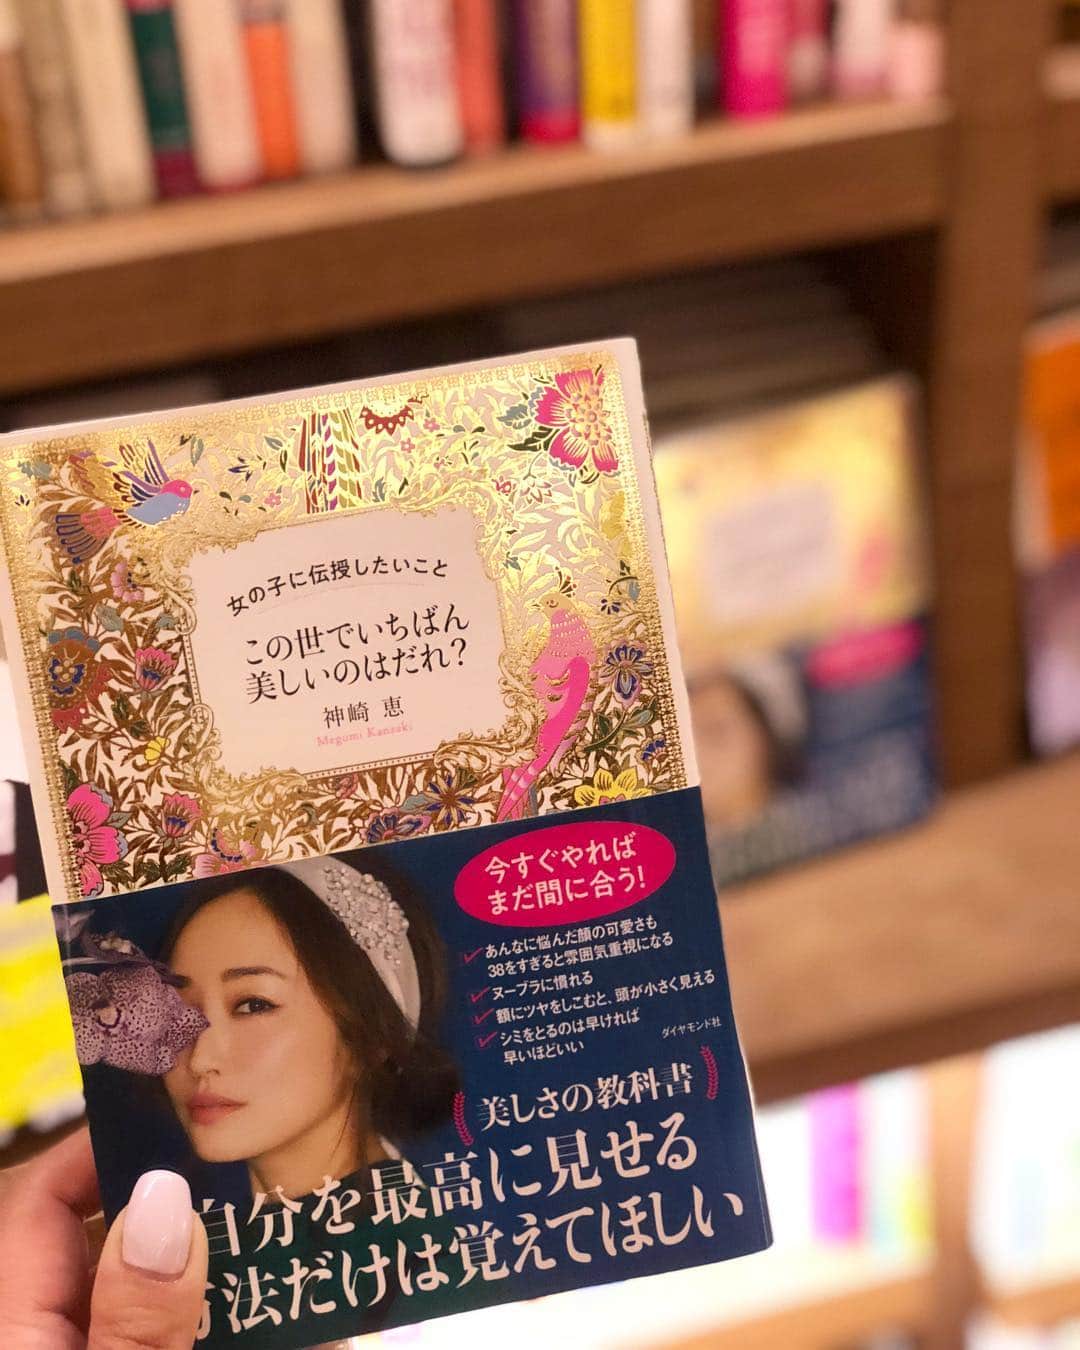 女の子に伝授したいこと
この世でいちばん
美しいのはだれ?
神崎 恵
Megumi Kanzaki
今すぐやれば
まだ間に合う!
あんなに悩んだ顔の可愛さも
38をすぎると雰囲気重視になる
ヌーブラに慣れる
額にツヤをしこむと、頭が小さく見える
シミをとるのは早ければ
早いほどいい
ダイヤモンド社
美しさの教科書
自分を最高に見せる
方法だけは覚えてほしい